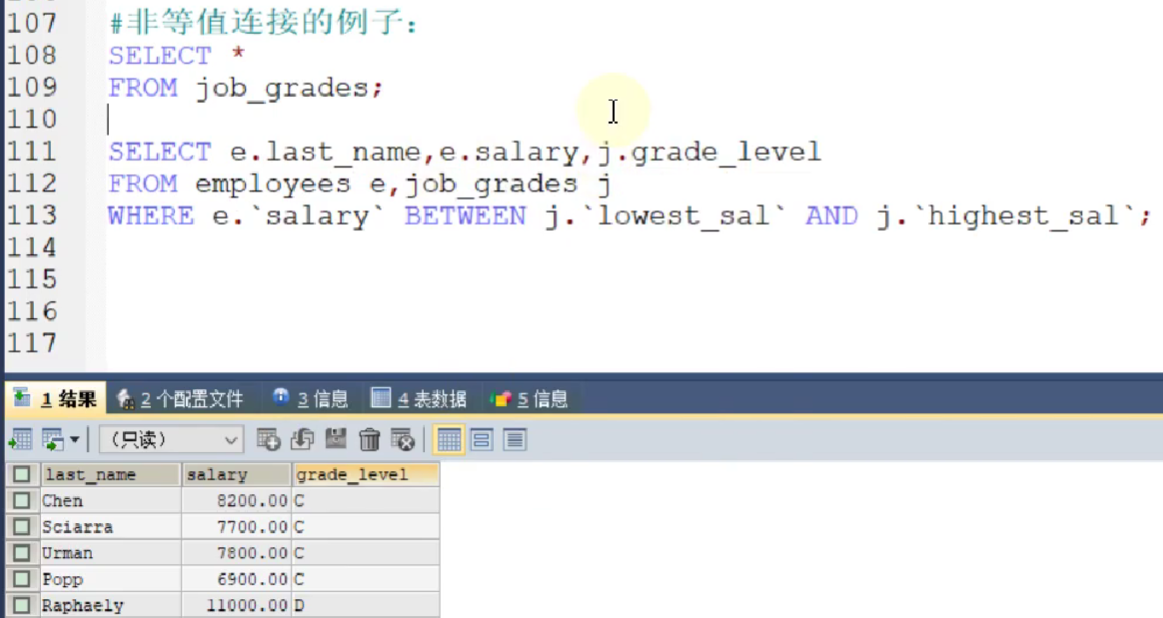 107 #非等值连接的例子:
108 SELECT *
109 FROM job_grades;
110
111 SELECT e.last_name,e.salary,j.grade_level
112 FROM employees e,job_grades j
113 WHERE e.`salary` BETWEEN j.`lowest_sal` AND j.`highest_sal`;
114
115
116
117
1 结果 2 个配置文件 3 信息 4 表数据 5 信息
(只读)
last_name salary grade_level
Chen 8200.00 C
Sciarra 7700.00 C
Urman 7800.00 C
Popp 6900.00 C
Raphaely 11000.00 D